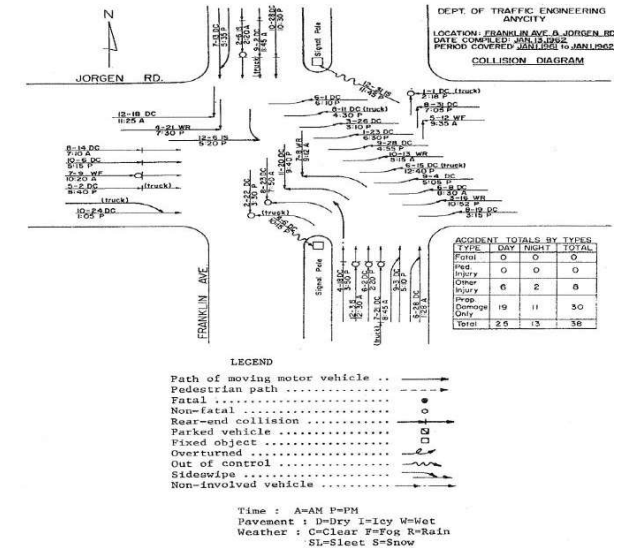 DEPT. OF TRAFFIC ENGINEERING
ANYCITY
LOCATION: FRANKLIN AVE & JORGEN RD
DATE COMPILED: JAN.13,1962
PERIOD COVERED: JAN.1,1961 to JAN.1,1962
COLLISION DIAGRAM
N
JORGEN RD.
Signal Pole
12-18 DC
11:25 A
4-21 WR
7:30 P
12-6 IS
5:20 P
8-14 DC
7:10 A
10-6 DC
5:15 P
7-9 WF
10:20 A
5-2 DC
5:40 P
(truck)
(truck)
10-24 DC
1:05 P
6-1 DC
6:10 P
8-11 DC (truck)
4:30 P
3-26 DC
3:10 P
1-23 DC
6:30 P
9-28 DC
4:55 P
10-13 WR
5:15 A
6-15 DC (truck)
12:40 P
9-4 DC
5:05 P
6-8 DC
8:30 A
3-16 WR
10:52 P
8-19 DC
3:15 P
1-1 DC (truck)
2:18 P
8-31 DC
7:05 P
5-12 WF
9:35 A
(truck)
Signal Pole
FRANKLIN AVE.
ACCIDENT TOTALS BY TYPES
TYPE DAY NIGHT TOTAL
Fatal 0 0 0
Ped. Injury 0 0 0
Other Injury 6 2 8
Prop. Damage Only 19 11 30
Total 25 13 38
LEGEND
Path of moving motor vehicle ..
Pedestrian path ................
Fatal ..........................
Non-fatal ......................
Rear-end collision .............
Parked vehicle .................
Fixed object ...................
Overturned .....................
Out of control .................
Sideswipe ......................
Non-involved vehicle ...........
Time : A=AM P=PM
Pavement : D=Dry I=Icy W=Wet
Weather : C=Clear F=Fog R=Rain
SL=Sleet S=Snow